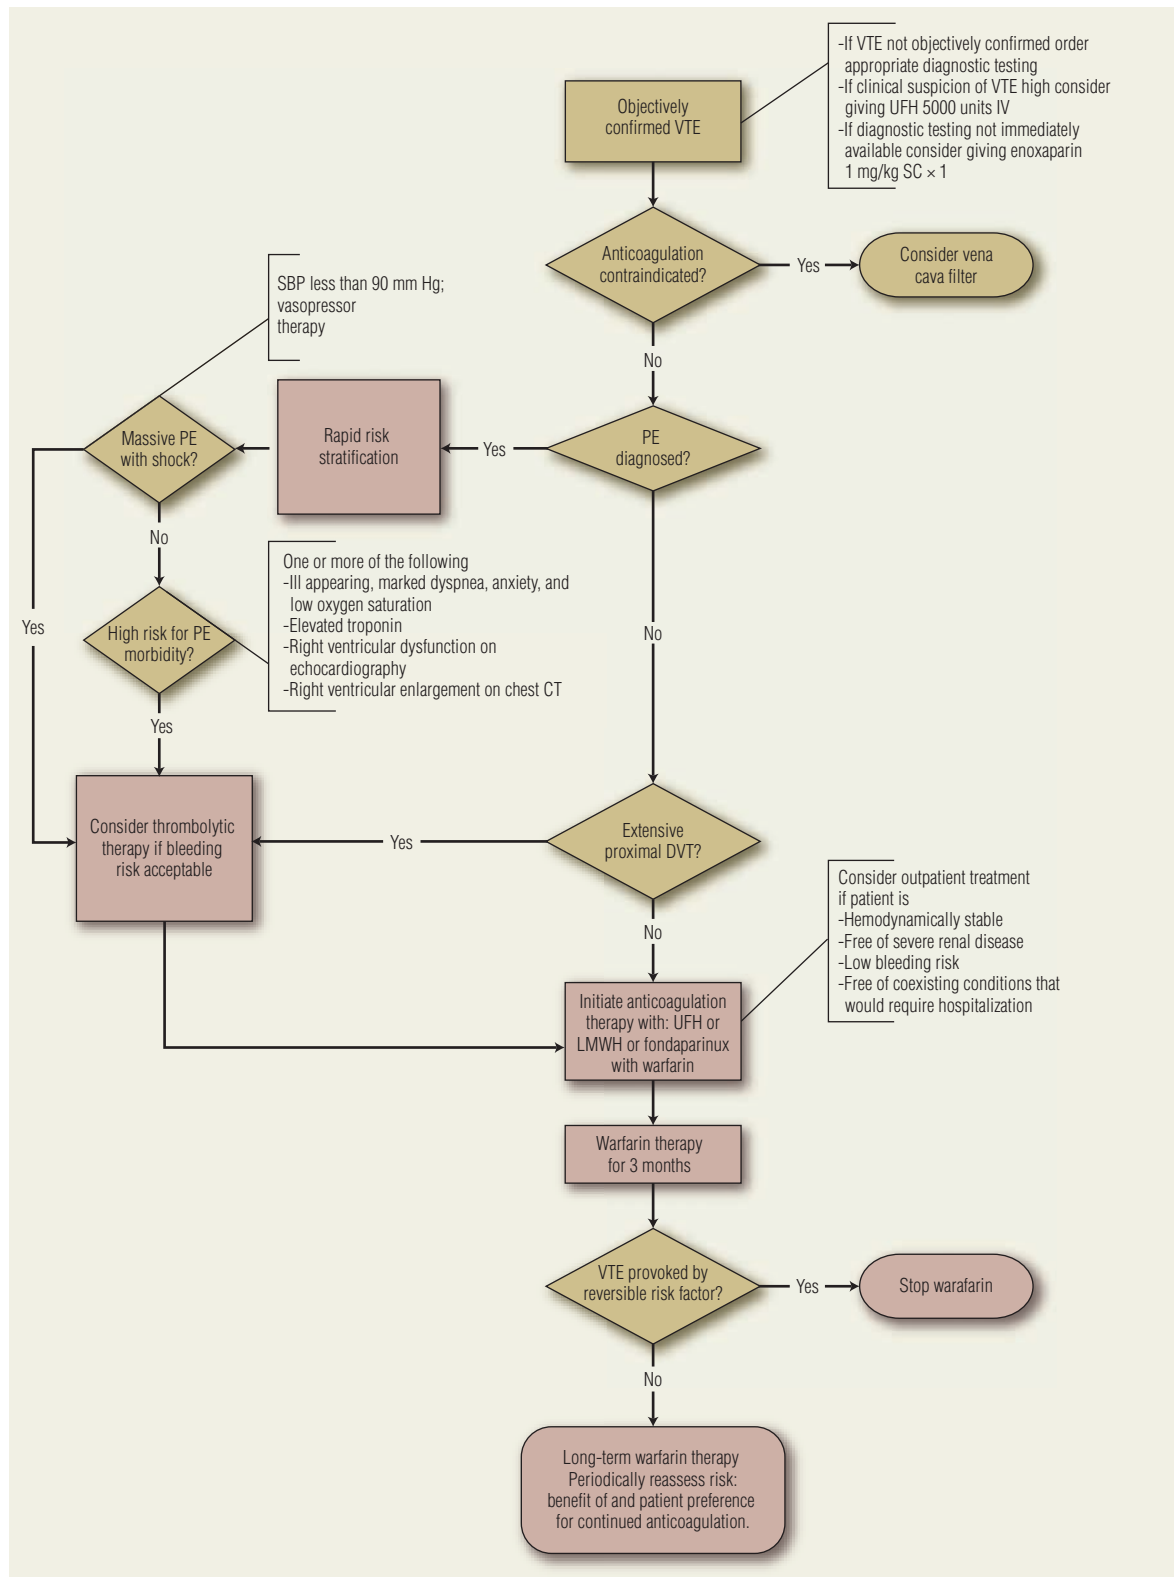 -If VTE not objectively confirmed order
appropriate diagnostic testing
-If clinical suspicion of VTE high consider
giving UFH 5000 units IV
-If diagnostic testing not immediately
available consider giving enoxaparin
1 mg/kg SC × 1
Objectively
confirmed VTE
Anticoagulation
contraindicated?
Yes
Consider vena
cava filter
No
SBP less than 90 mm Hg;
vasopressor
therapy
PE
diagnosed?
Yes
Rapid risk
stratification
Massive PE
with shock?
No
Yes
One or more of the following
-Ill appearing, marked dyspnea, anxiety, and
low oxygen saturation
-Elevated troponin
-Right ventricular dysfunction on
echocardiography
-Right ventricular enlargement on chest CT
High risk for PE
morbidity?
Yes
No
Consider thrombolytic
therapy if bleeding
risk acceptable
Yes
Extensive
proximal DVT?
No
Consider outpatient treatment
if patient is
-Hemodynamically stable
-Free of severe renal disease
-Low bleeding risk
-Free of coexisting conditions that
would require hospitalization
Initiate anticoagulation
therapy with: UFH or
LMWH or fondaparinux
with warfarin
Warfarin therapy
for 3 months
VTE provoked by
reversible risk factor?
Yes
Stop warafarin
No
Long-term warfarin therapy
Periodically reassess risk:
benefit of and patient preference
for continued anticoagulation.